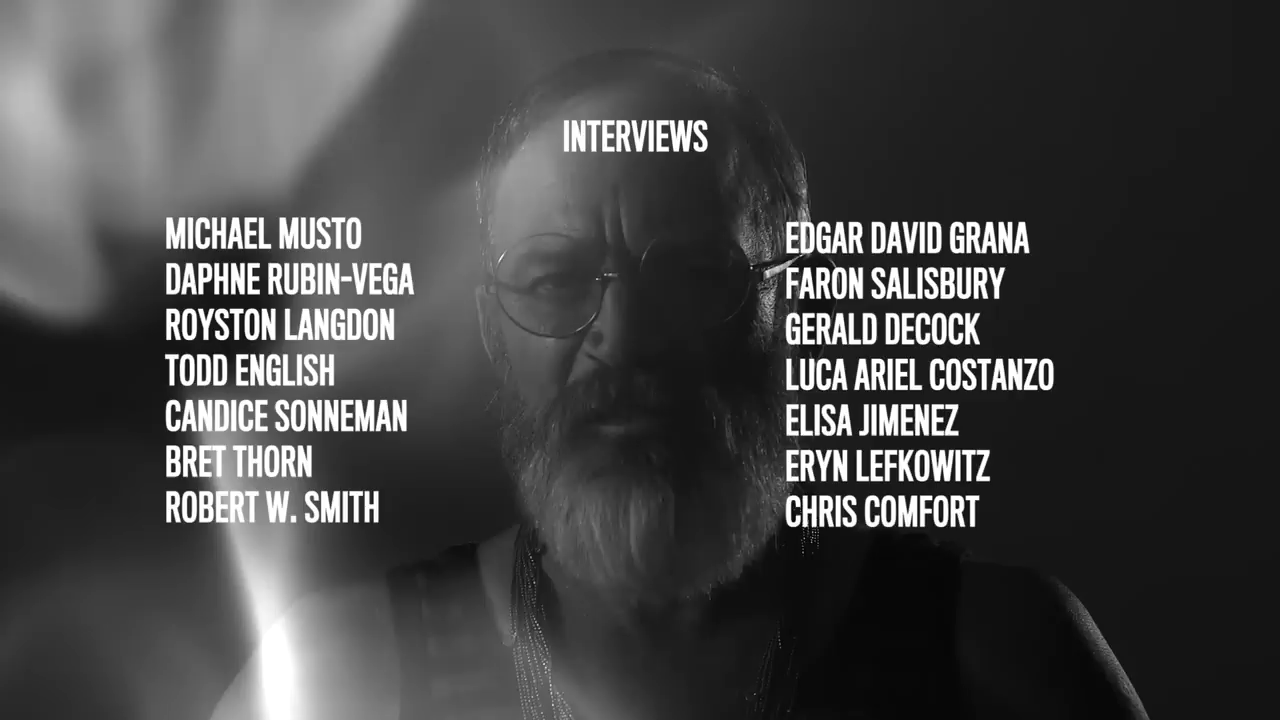 INTERVIEWS
MICHAEL MUSTO
DAPHNE RUBIN-VEGA
ROYSTON LANGDON
TODD ENGLISH
CANDICE SONNEMAN
BRET THORN
ROBERT W. SMITH
EDGAR DAVID GRANA
FARON SALISBURY
GERALD DECOCK
LUCA ARIEL COSTANZO
ELISA JIMENEZ
ERYN LEFKOWITZ
CHRIS COMFORT